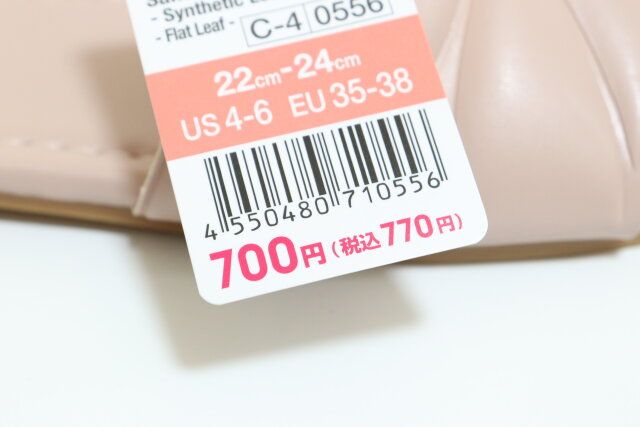 - Synthetic
- Flat Leaf -
C-4 0556
22cm-24cm
US 4-6 EU 35-38
4 550480 710556
700円(税込770円)